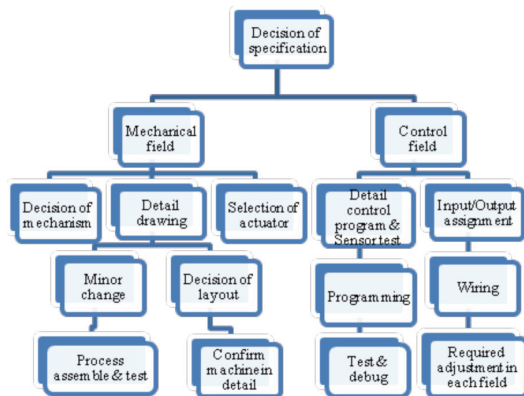 Decision of
specification
Mechanical
field
Control
field
Decision of
mechanism
Detail
drawing
Selection of
actuator
Detail
control
program &
Sensor test
Input/Output
assignment
Minor
change
Decision of
layout
Programming
Wiring
Process
assemble & test
Confirm
machine in
detail
Test &
debug
Required
adjustment in
each field